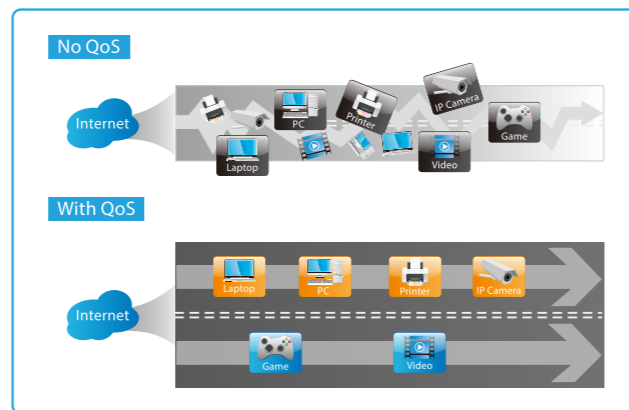 No QoS
Internet
PC
Printer
IP Camera
Game
Laptop
Video
With QoS
Internet
Laptop
PC
Printer
IP Camera
Game
Video